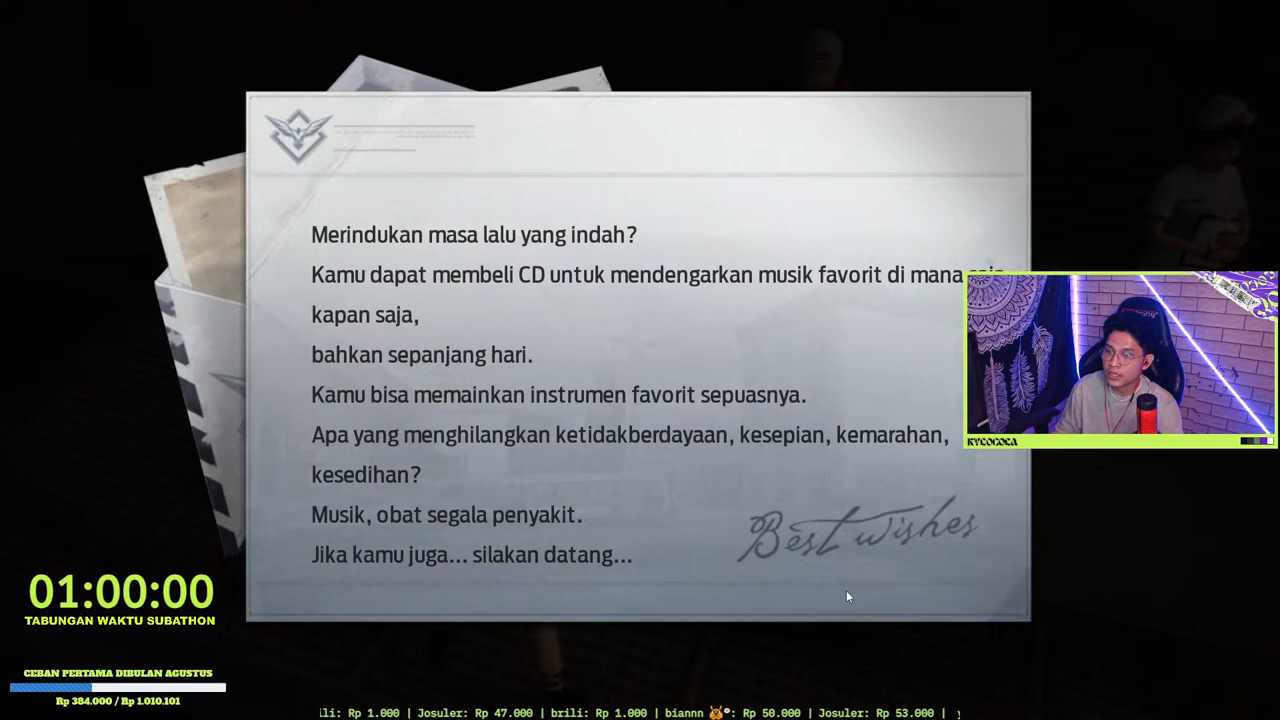 Merindukan masa lalu yang indah?
Kamu dapat membeli CD untuk mendengarkan musik favorit di mana saja
kapan saja,
bahkan sepanjang hari.
Kamu bisa memainkan instrumen favorit sepuasnya.
Apa yang menghilangkan ketidakberdayaan, kesepian, kemarahan,
kesedihan?
Musik, obat segala penyakit.
Jika kamu juga... silakan datang...
Best wishes
01:00:00
TABUNGAN WAKTU SUBATHON
CEBAN PERTAMA DIBULAN AGUSTUS
Rp 384.000 / Rp 1.010.101
ili: Rp 1.000 | Josuler: Rp 47.000 | brili: Rp 1.000 | biannn : Rp 50.000 | Josuler: Rp 53.000 |